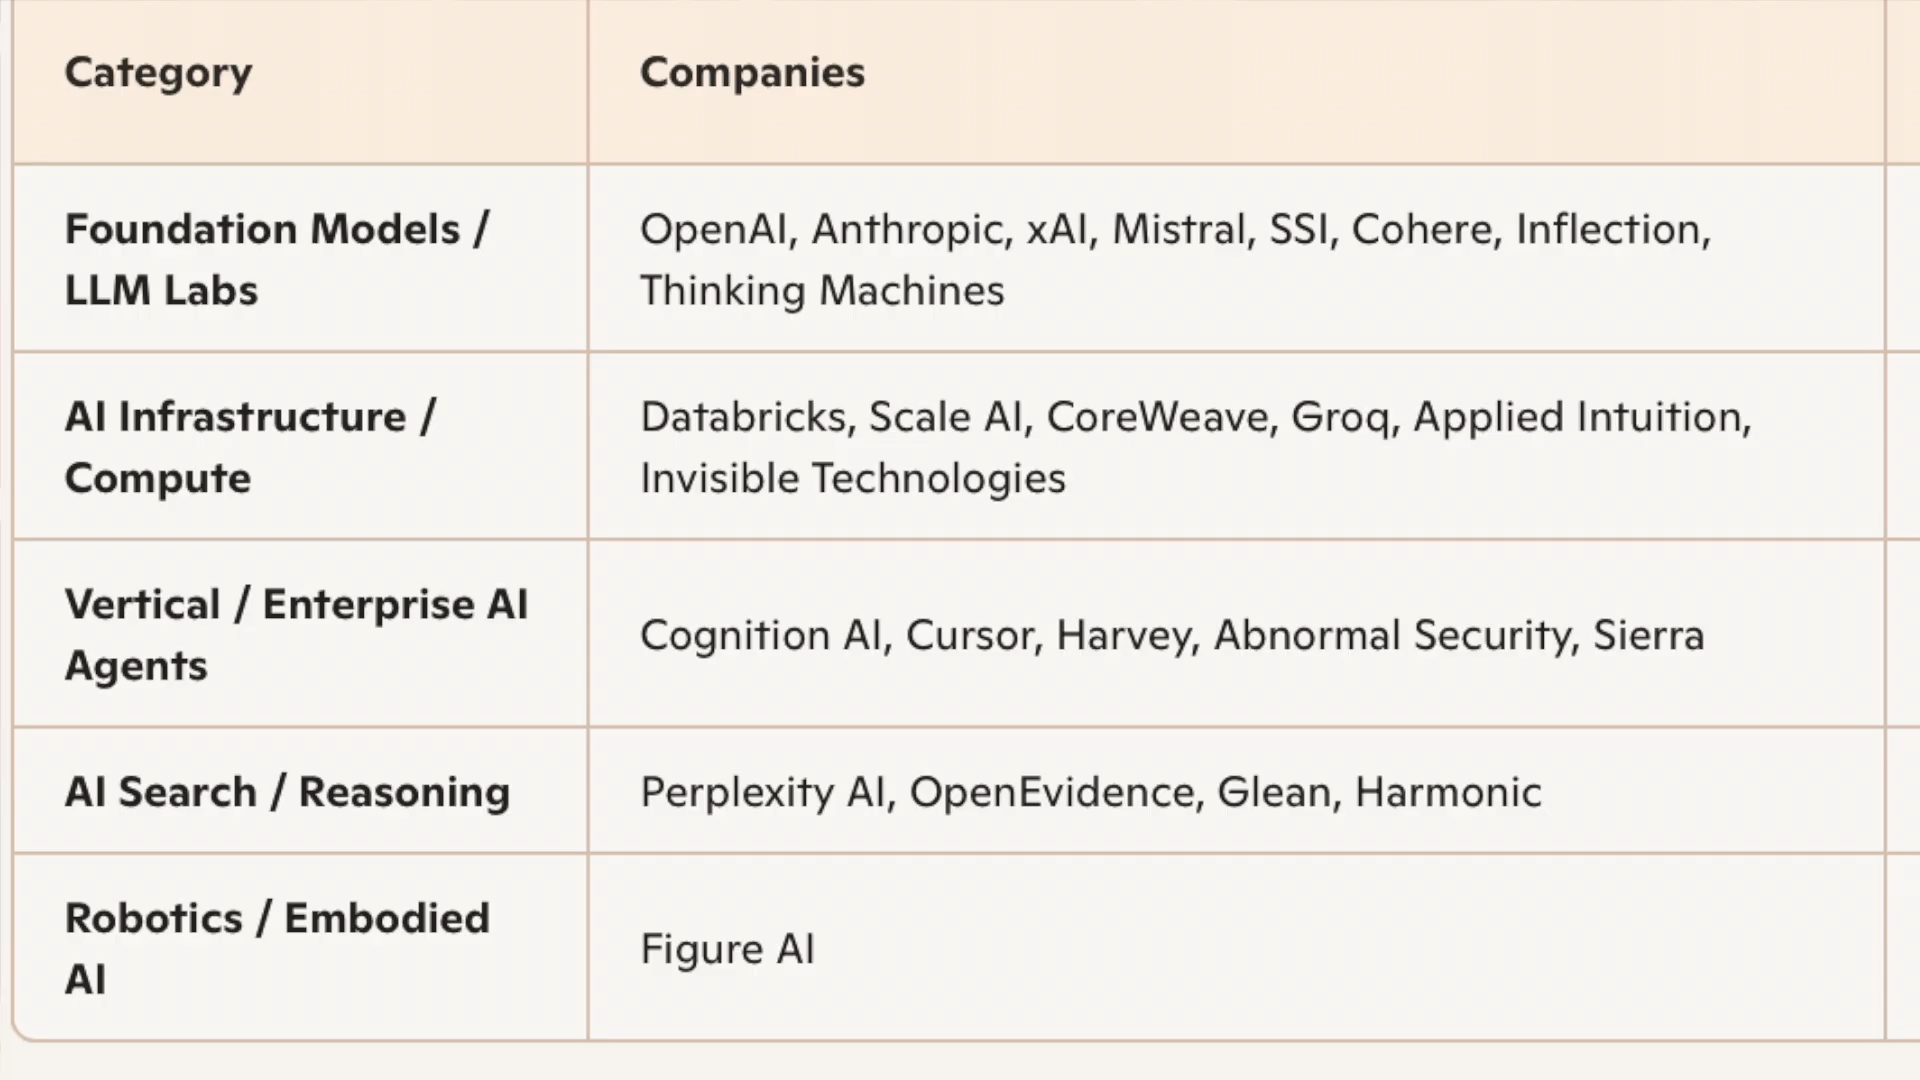 Category
Companies
Foundation Models /
LLM Labs
OpenAI, Anthropic, xAI, Mistral, SSI, Cohere, Inflection,
Thinking Machines
AI Infrastructure /
Compute
Databricks, Scale AI, CoreWeave, Groq, Applied Intuition,
Invisible Technologies
Vertical / Enterprise AI
Agents
Cognition AI, Cursor, Harvey, Abnormal Security, Sierra
AI Search / Reasoning
Perplexity AI, OpenEvidence, Glean, Harmonic
Robotics / Embodied
AI
Figure AI